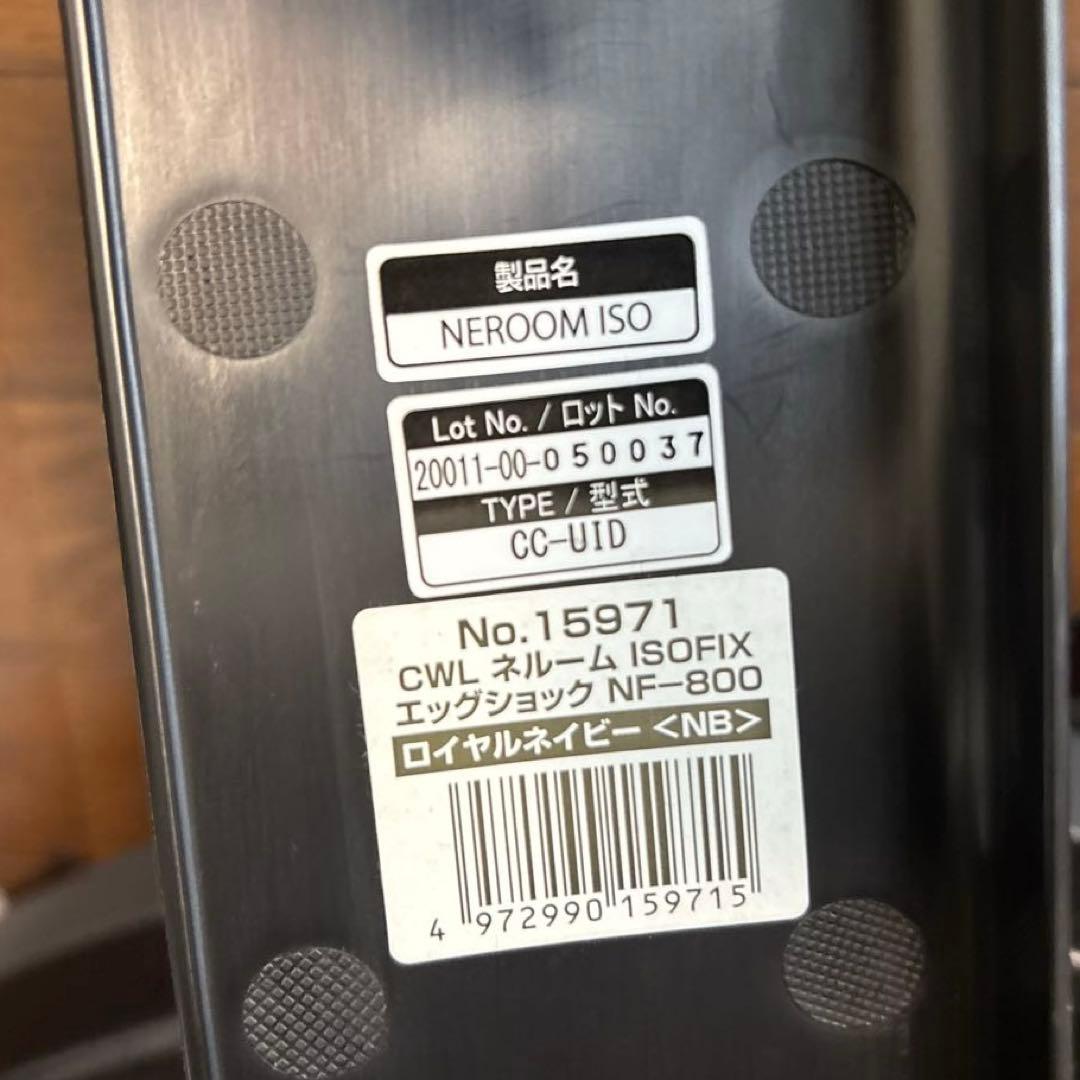 製品名
NEROOM ISO
Lot No. / ロット No.
20011-00-050037
TYPE / 型式
CC-UID
No.15971
CWL ネルーム ISOFIX
エッグショック NF-800
ロイヤルネイビー <NB>
4 972990 159715